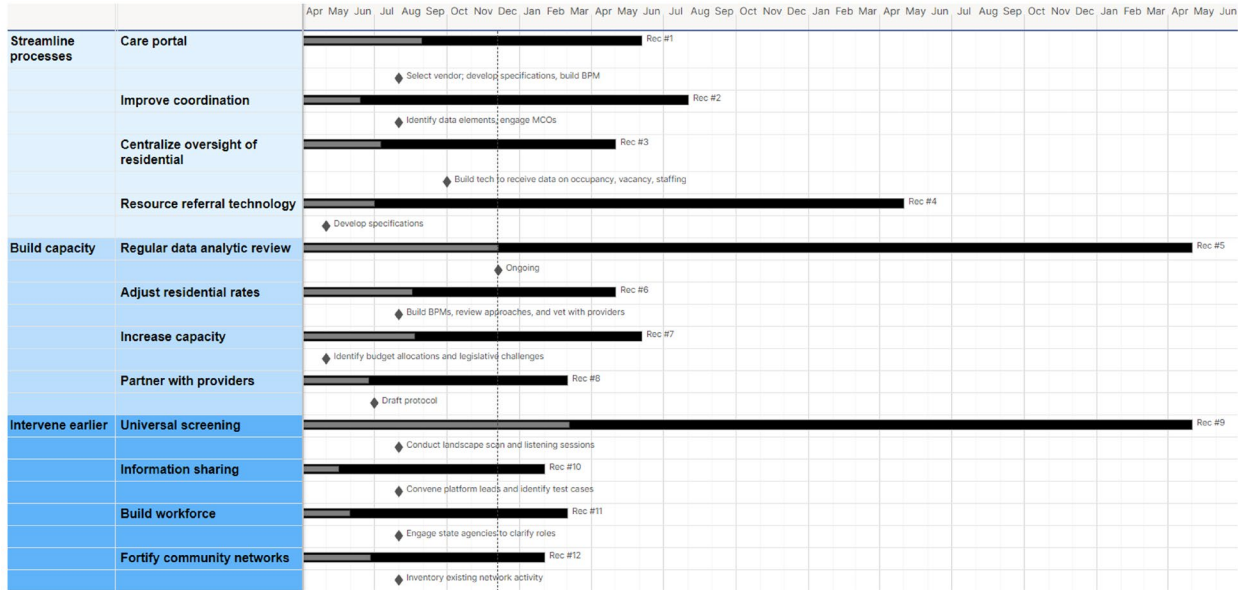 Apr May Jun Jul Aug Sep Oct Nov Dec Jan Feb Mar Apr May Jun Jul Aug Sep Oct Nov Dec Jan Feb Mar Apr May Jun Jul Aug Sep Oct Nov Dec Jan Feb Mar Apr May Jun
Streamline processes
Care portal
Rec #1
Select vendor; develop specifications, build BPM
Improve coordination
Rec #2
Identify data elements, engage MCOs
Centralize oversight of
residential
Rec #3
Build tech to receive data on occupancy, vacancy, staffing
Resource referral technology
Rec #4
Develop specifications
Build capacity
Regular data analytic review
Rec #5
Ongoing
Adjust residential rates
Rec #6
Build BPMs, review approaches, and vet with providers
Increase capacity
Rec #7
Identify budget allocations and legislative challenges
Partner with providers
Rec #8
Draft protocol
Intervene earlier
Universal screening
Rec #9
Conduct landscape scan and listening sessions
Information sharing
Rec #10
Convene platform leads and identify test cases
Build workforce
Rec #11
Engage state agencies to clarify roles
Fortify community networks
Rec #12
Inventory existing network activity